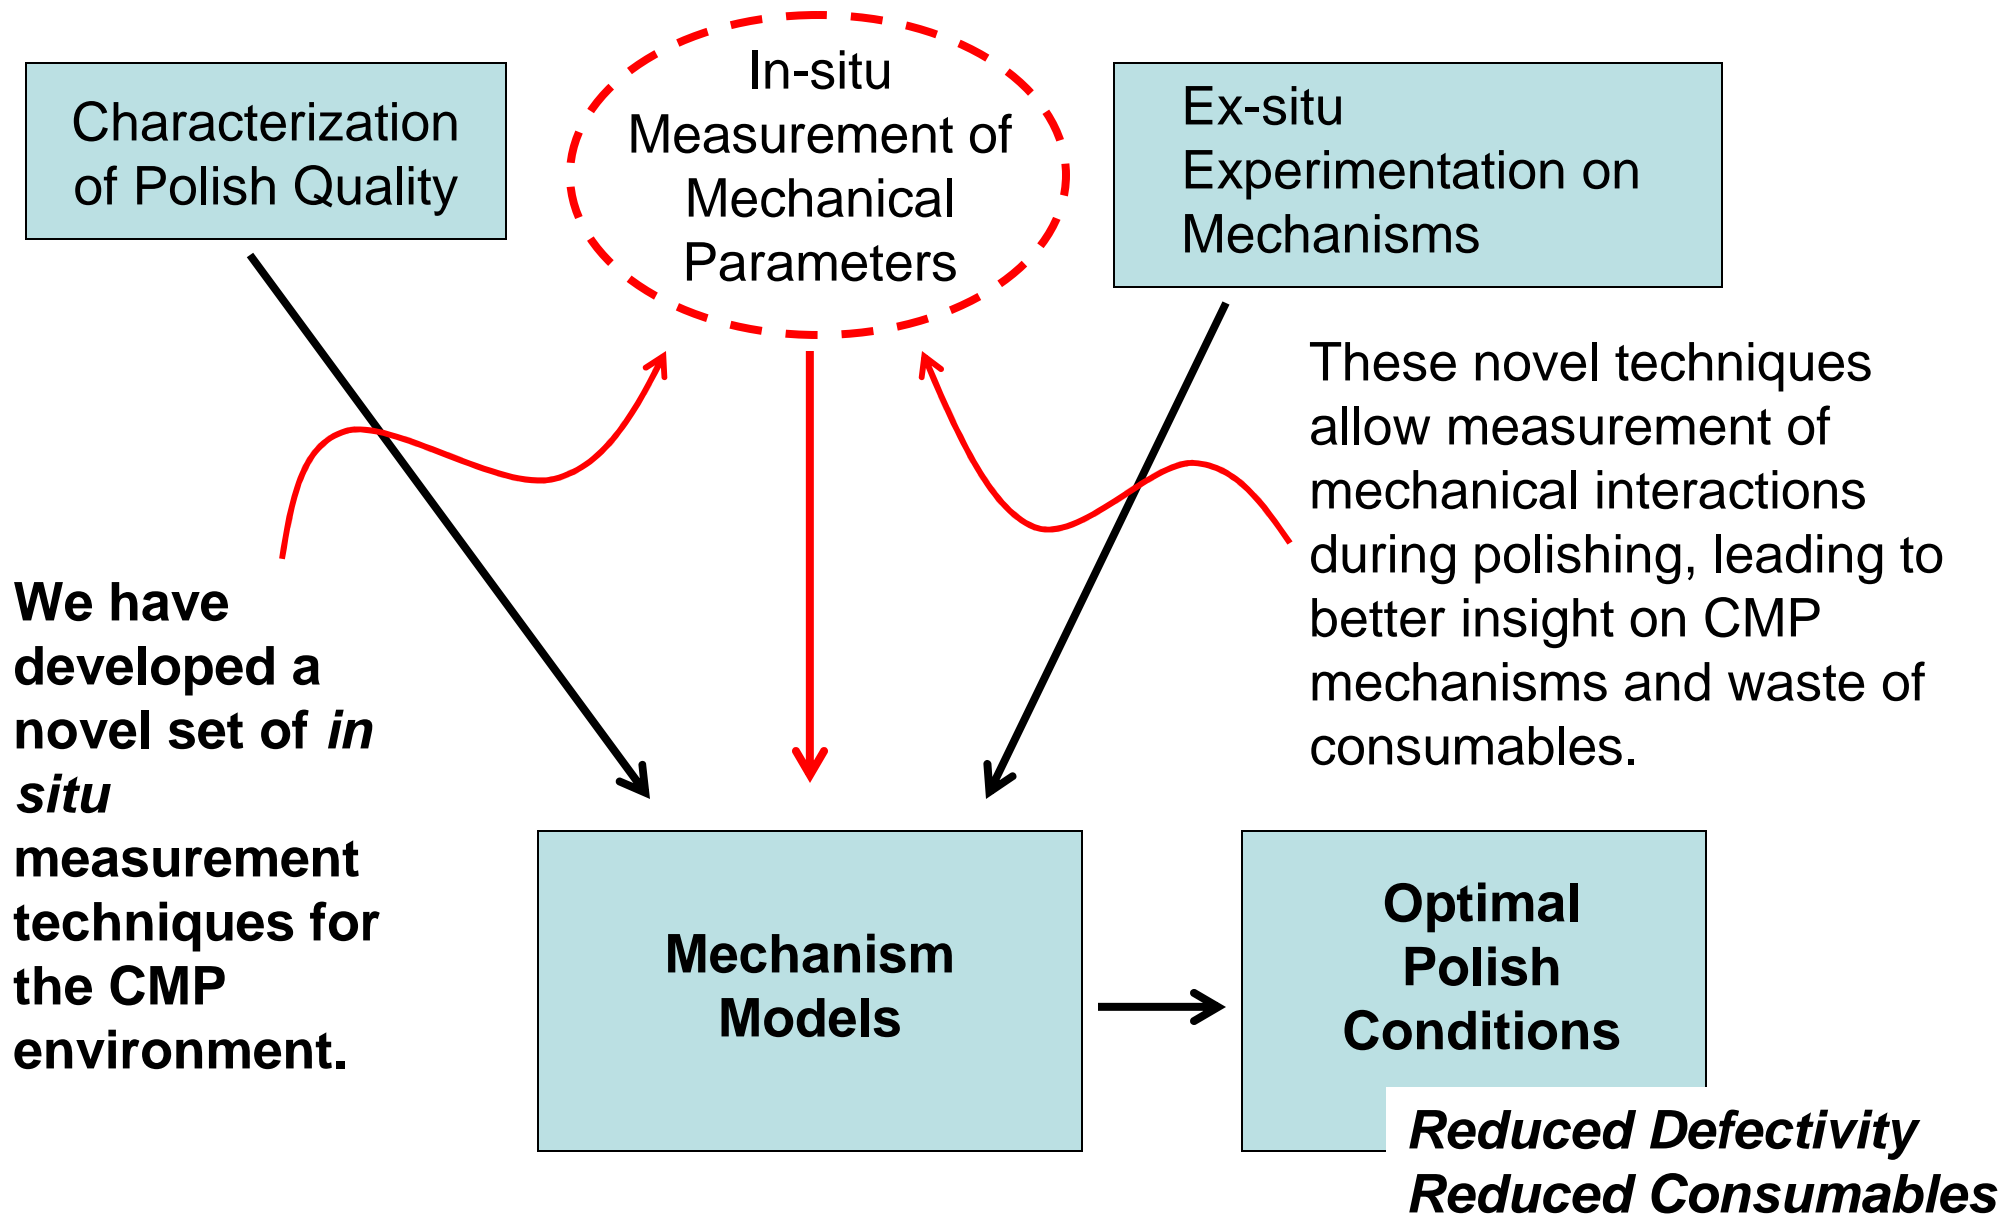 Characterization
of Polish Quality
In-situ
Measurement of
Mechanical
Parameters
Ex-situ
Experimentation on
Mechanisms
These novel techniques
allow measurement of
mechanical interactions
during polishing, leading to
better insight on CMP
mechanisms and waste of
consumables.
We have
developed a
novel set of in
situ
measurement
techniques for
the CMP
environment.
Mechanism
Models
Optimal
Polish
Conditions
Reduced Defectivity
Reduced Consumables